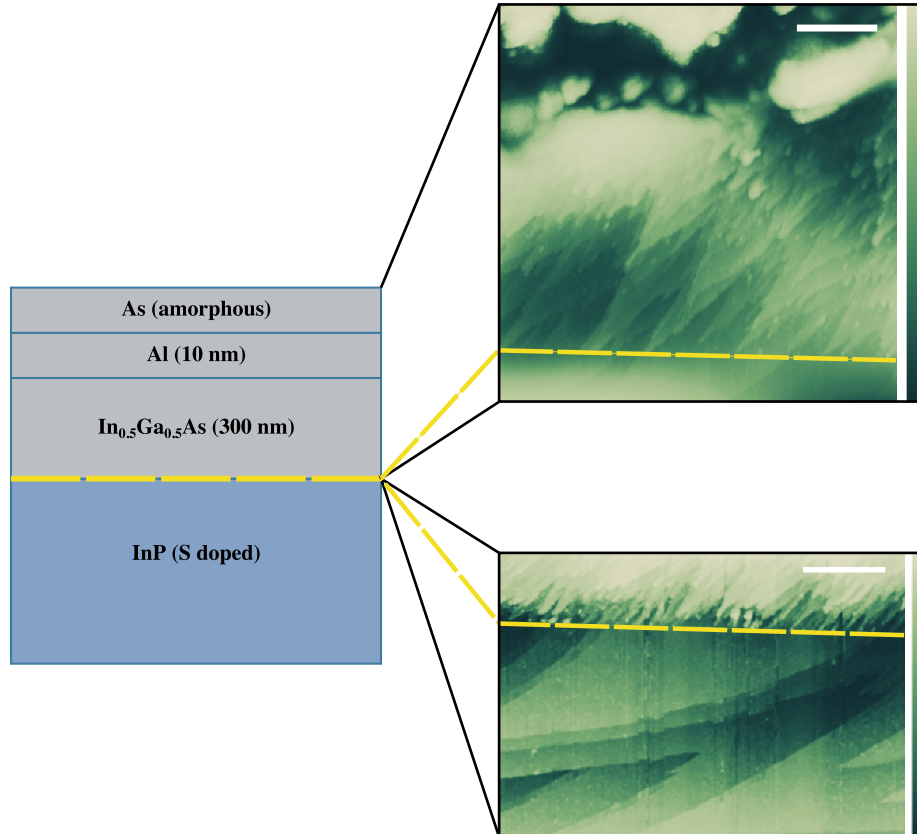 As (amorphous)
Al (10 nm)
In₀.₅Ga₀.₅As (300 nm)
InP (S doped)